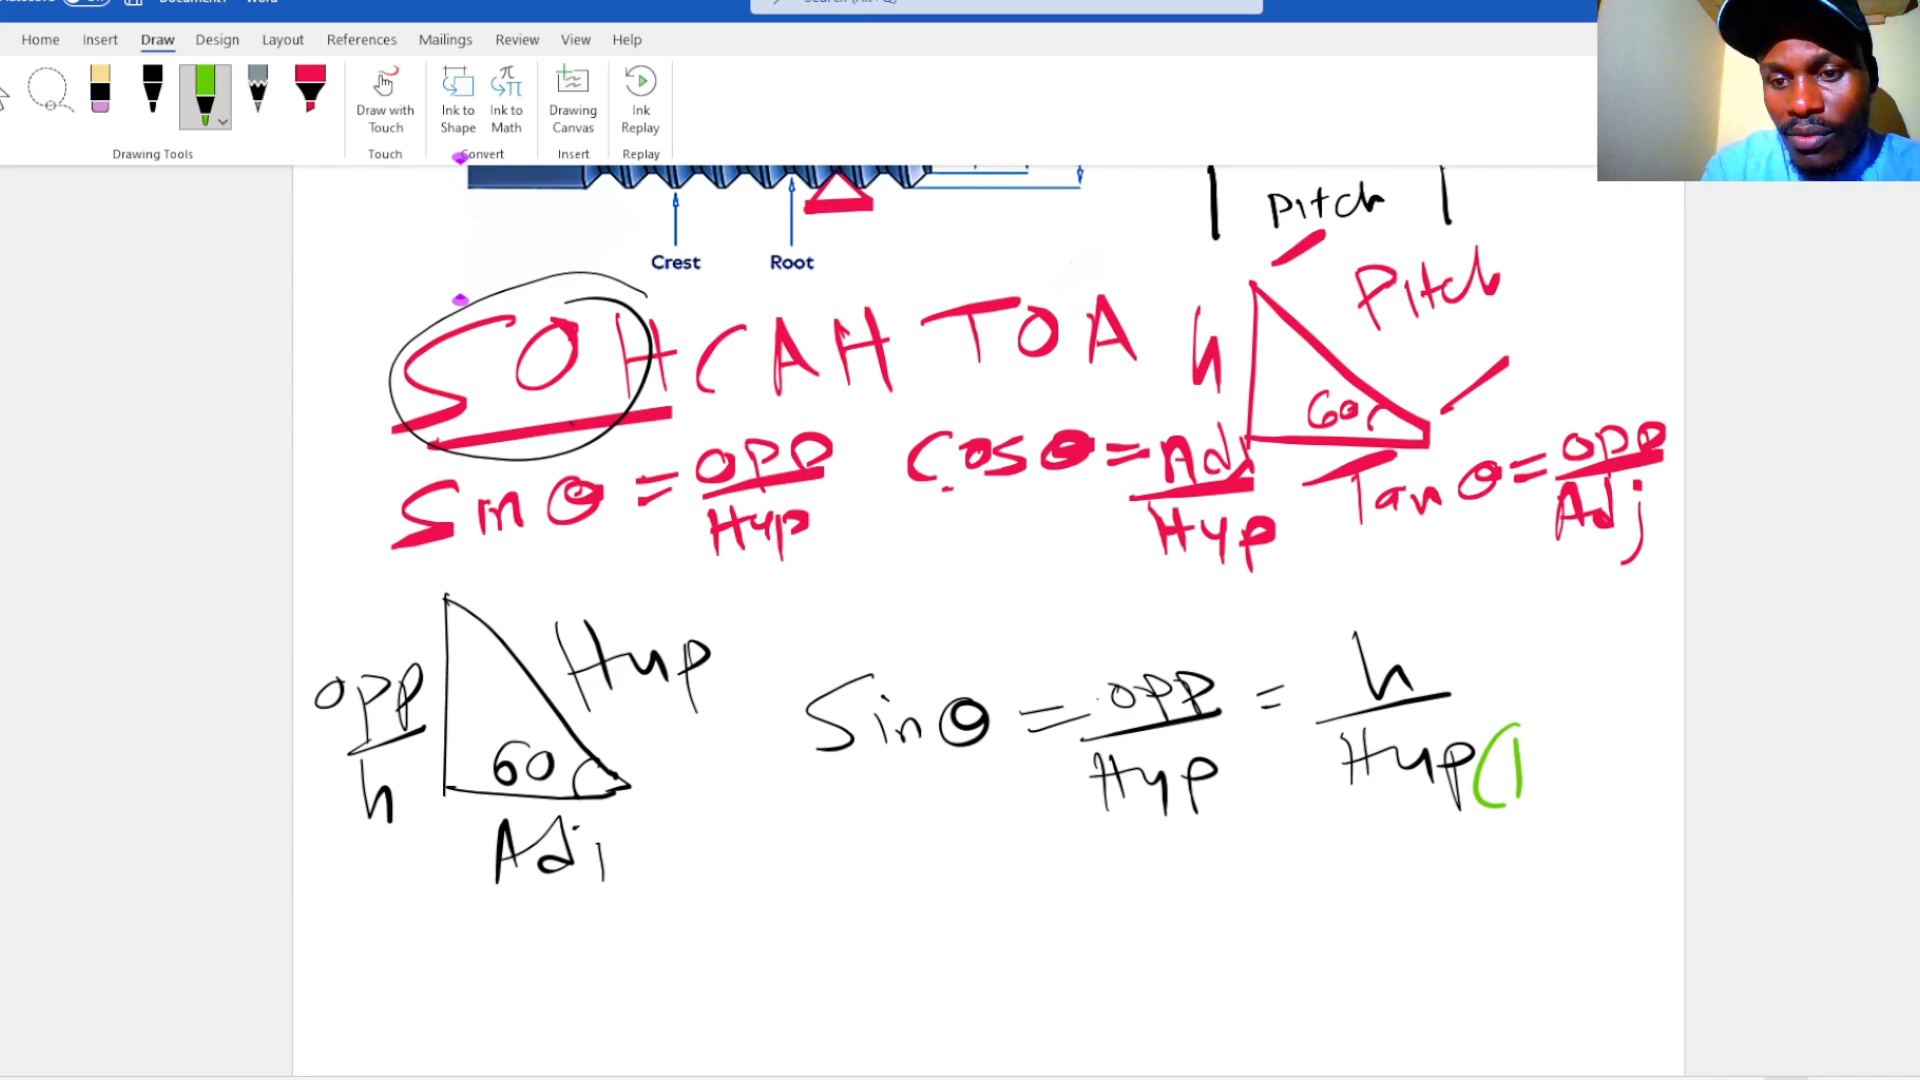 Home Insert Draw Design Layout References Mailings Review View Help
Draw with Touch
Ink to Shape
Ink to Math
Drawing Canvas
Ink Replay
Drawing Tools
Touch
Convert
Insert
Replay
Pitch
Crest Root
Pitch
SOHCAH TOA h
60
Sin θ = opp/Hyp Cos θ = Adj/Hyp Tan θ = opp/Adj
opp/h Hyp
60
Adj
Sin θ = opp/Hyp = h/Hyp (